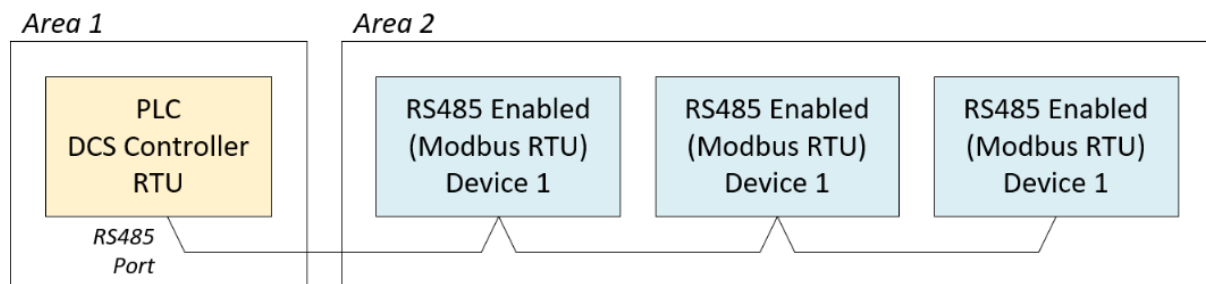 Area 1
Area 2
PLC
DCS Controller
RTU
RS485 Enabled
(Modbus RTU)
Device 1
RS485 Enabled
(Modbus RTU)
Device 1
RS485 Enabled
(Modbus RTU)
Device 1
RS485
Port